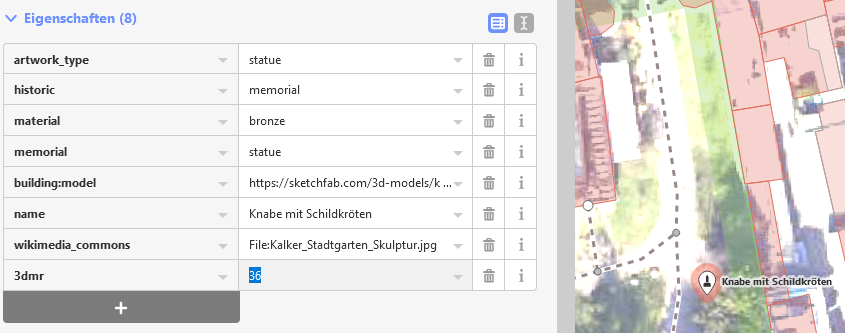 Eigenschaften (8)
artwork_type statue
historic memorial
material bronze
memorial statue
building:model https://sketchfab.com/3d-models/k ...
name Knabe mit Schildkröten
wikimedia_commons File:Kalker_Stadtgarten_Skulptur.jpg
3dmr 36
+
Knabe mit Schildkröten